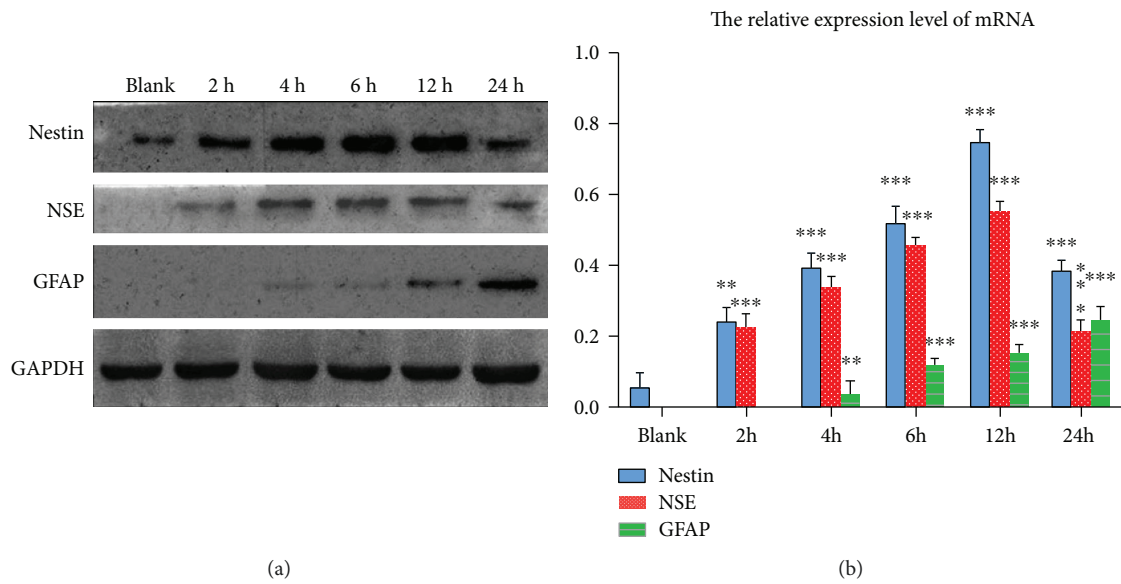 Blank 2 h 4 h 6 h 12 h 24 h
Nestin
NSE
GFAP
GAPDH
(a)
The relative expression level of mRNA
1.0
0.8
0.6
0.4
0.2
0.0
** ***
*** *** **
*** *** ***
*** *** ***
*** *** ***
Blank 2h 4h 6h 12h 24h
Nestin
NSE
GFAP
(b)